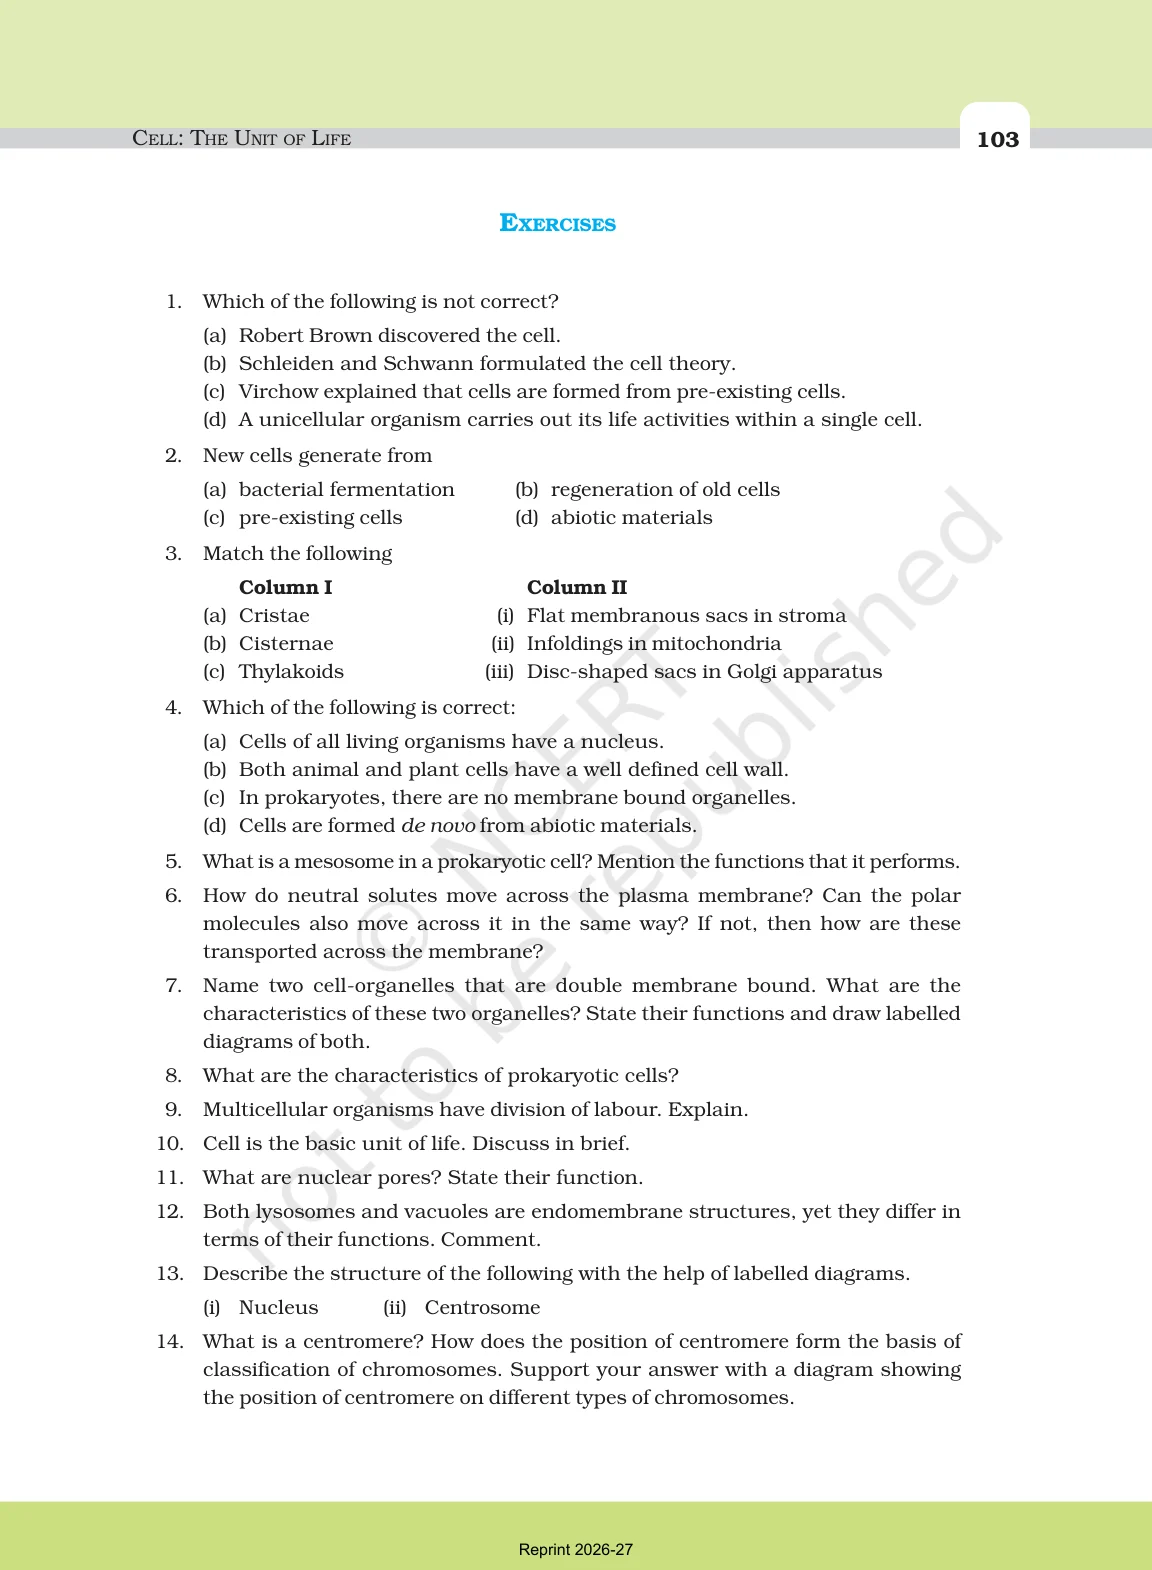 CELL: THE UNIT OF LIFE
103
EXERCISES
1. Which of the following is not correct?
(a) Robert Brown discovered the cell.
(b) Schleiden and Schwann formulated the cell theory.
(c) Virchow explained that cells are formed from pre-existing cells.
(d) A unicellular organism carries out its life activities within a single cell.
2. New cells generate from
(a) bacterial fermentation (b) regeneration of old cells
(c) pre-existing cells (d) abiotic materials
3. Match the following
Column I Column II
(a) Cristae (i) Flat membranous sacs in stroma
(b) Cisternae (ii) Infoldings in mitochondria
(c) Thylakoids (iii) Disc-shaped sacs in Golgi apparatus
4. Which of the following is correct:
(a) Cells of all living organisms have a nucleus.
(b) Both animal and plant cells have a well defined cell wall.
(c) In prokaryotes, there are no membrane bound organelles.
(d) Cells are formed de novo from abiotic materials.
5. What is a mesosome in a prokaryotic cell? Mention the functions that it performs.
6. How do neutral solutes move across the plasma membrane? Can the polar
molecules also move across it in the same way? If not, then how are these
transported across the membrane?
7. Name two cell-organelles that are double membrane bound. What are the
characteristics of these two organelles? State their functions and draw labelled
diagrams of both.
8. What are the characteristics of prokaryotic cells?
9. Multicellular organisms have division of labour. Explain.
10. Cell is the basic unit of life. Discuss in brief.
11. What are nuclear pores? State their function.
12. Both lysosomes and vacuoles are endomembrane structures, yet they differ in
terms of their functions. Comment.
13. Describe the structure of the following with the help of labelled diagrams.
(i) Nucleus (ii) Centrosome
14. What is a centromere? How does the position of centromere form the basis of
classification of chromosomes. Support your answer with a diagram showing
the position of centromere on different types of chromosomes.
© NCERT
not to be republished
Reprint 2026-27